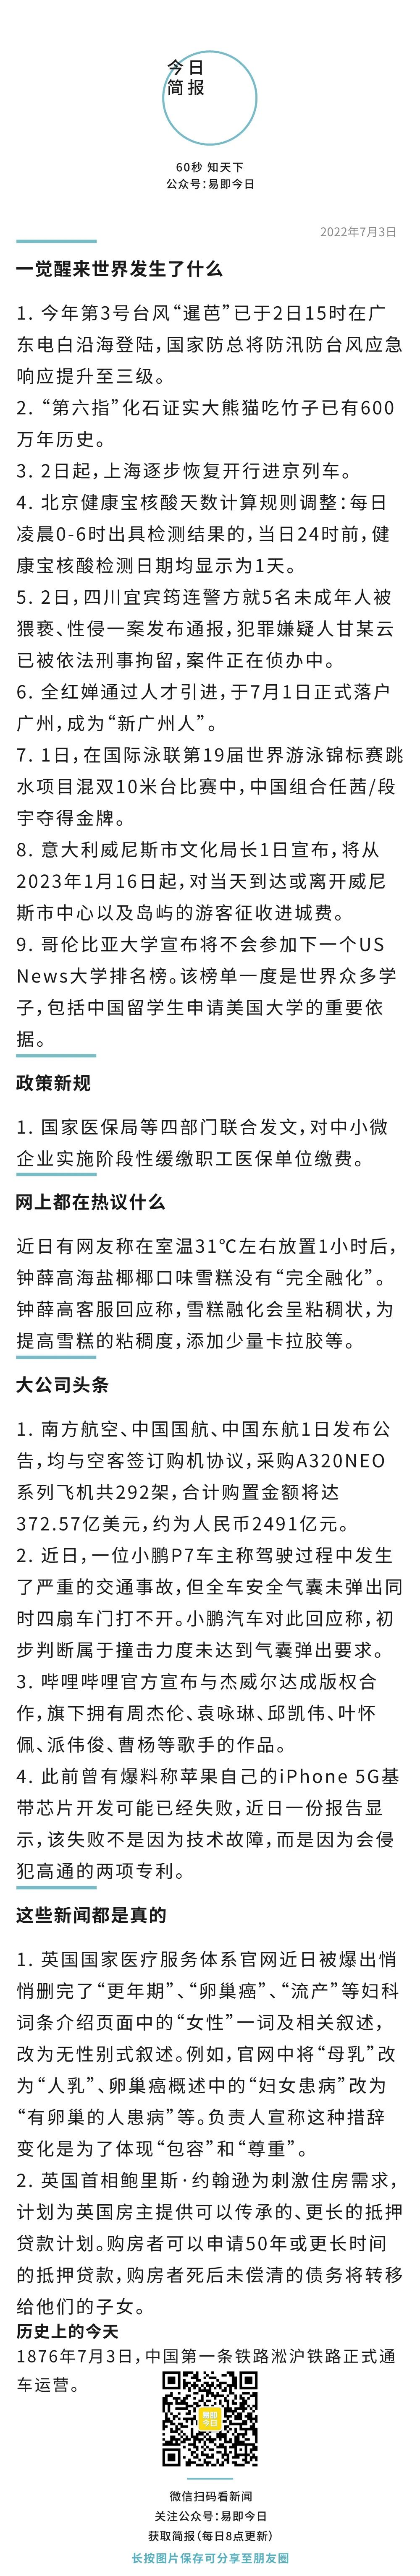 今日
简报
60秒 知天下
公众号：易即今日
2022年7月3日
一觉醒来世界发生了什么
1. 今年第3号台风“暹芭”已于2日15时在广
东电白沿海登陆，国家防总将防汛防台风应急
响应提升至三级。
2. “第六指”化石证实大熊猫吃竹子已有600
万年历史。
3. 2日起，上海逐步恢复开行进京列车。
4. 北京健康宝核酸天数计算规则调整：每日
凌晨0-6时出具检测结果的，当日24时前，健
康宝核酸检测日期均显示为1天。
5. 2日，四川宜宾筠连警方就5名未成年人被
猥亵、性侵一案发布通报，犯罪嫌疑人甘某云
已被依法刑事拘留，案件正在侦办中。
6. 全红婵通过人才引进，于7月1日正式落户
广州，成为“新广州人”。
7. 1日，在国际泳联第19届世界游泳锦标赛跳
水项目混双10米台比赛中，中国组合任茜/段
宇夺得金牌。
8. 意大利威尼斯市文化局长1日宣布，将从
2023年1月16日起，对当天到达或离开威尼
斯市中心以及岛屿的游客征收进城费。
9. 哥伦比亚大学宣布将不会参加下一个US
News大学排名榜。该榜单一度是世界众多学
子，包括中国留学生申请美国大学的重要依
据。
政策新规
1. 国家医保局等四部门联合发文，对中小微
企业实施阶段性缓缴职工医保单位缴费。
网上都在热议什么
近日有网友称在室温31℃左右放置1小时后，
钟薛高海盐椰椰口味雪糕没有“完全融化”。
钟薛高客服回应称，雪糕融化会呈粘稠状，为
提高雪糕的粘稠度，添加少量卡拉胶等。
大公司头条
1. 南方航空、中国国航、中国东航1日发布公
告，均与空客签订购机协议，采购A320NEO
系列飞机共292架，合计购置金额将达
372.57亿美元，约为人民币2491亿元。
2. 近日，一位小鹏P7车主称驾驶过程中发生
了严重的交通事故，但全车安全气囊未弹出同
时四扇车门打不开。小鹏汽车对此回应称，初
步判断属于撞击力度未达到气囊弹出要求。
3. 哔哩哔哩官方宣布与杰威尔达成版权合
作，旗下拥有周杰伦、袁咏琳、邱凯伟、叶怀
佩、派伟俊、曹杨等歌手的作品。
4. 此前曾有爆料称苹果自己的iPhone 5G基
带芯片开发可能已经失败，近日一份报告显
示，该失败不是因为技术故障，而是因为会侵
犯高通的两项专利。
这些新闻都是真的
1. 英国国家医疗服务体系官网近日被爆出悄
悄删完了“更年期”、“卵巢癌”、“流产”等妇科
词条介绍页面中的“女性”一词及相关叙述，
改为无性别式叙述。例如，官网中将“母乳”改
为“人乳”、卵巢癌概述中的“妇女患病”改为
“有卵巢的人患病”等。负责人宣称这种措辞
变化是为了体现“包容”和“尊重”。
2. 英国首相鲍里斯·约翰逊为刺激住房需求，
计划为英国房主提供可以传承的、更长的抵押
贷款计划。购房者可以申请50年或更长时间
的抵押贷款，购房者死后未偿清的债务将转移
给他们的子女。
历史上的今天
1876年7月3日，中国第一条铁路淞沪铁路正式通
车运营。
易即
今日
微信扫码看新闻
关注公众号：易即今日
获取简报（每日8点更新）
长按图片保存可分享至朋友圈